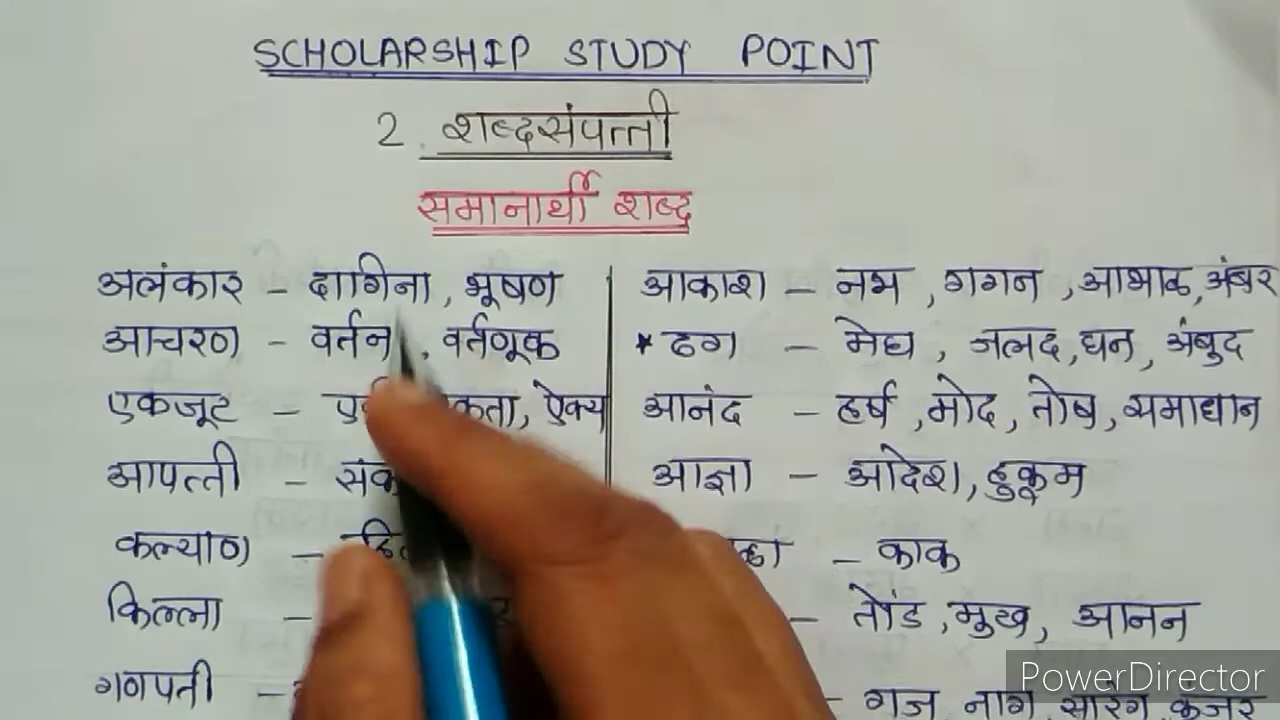 SCHOLARSHIP STUDY POINT
2. शब्दसंपत्ती
समानार्थी शब्द
अलंकार - दागिना, भूषण
आकाश - नभ, गगन, आभाळ, अंबर
आचरण - वर्तन, वर्तणूक
* ढग - मेघ, जलद, घन, अंबुद
एकजूट - ऐक्य
आनंद - हर्ष, मोद, तोष, समाधान
आपत्ती -
आज्ञा - आदेश, हुकूम
कल्याण -
- काक
किल्ला -
- तोंड, मुख, आनन
गणपती -
- गज, नाग, सारंग, कुंजर
PowerDirector